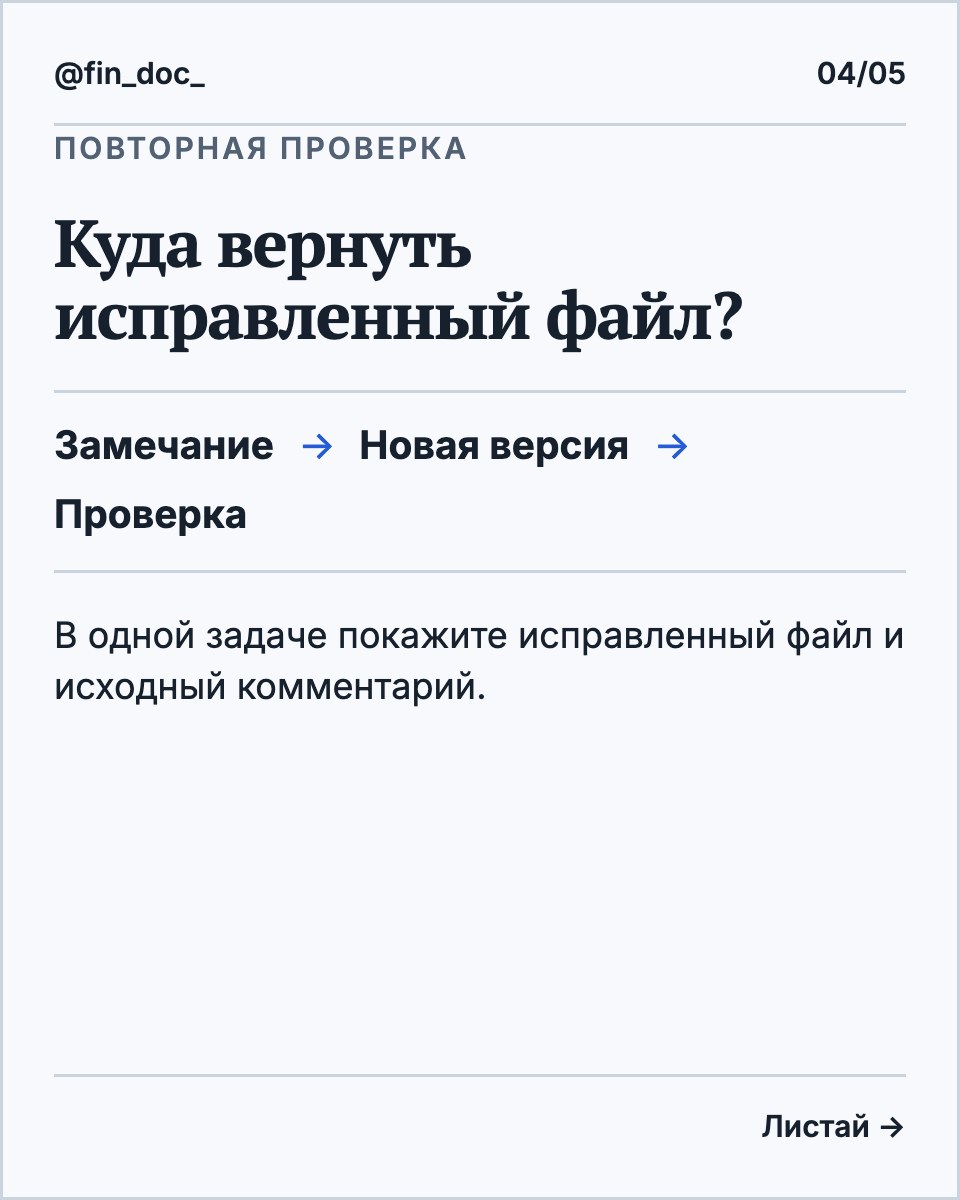 @fin_doc_ 04/05
ПОВТОРНАЯ ПРОВЕРКА
Куда вернуть
исправленный файл?
Замечание → Новая версия →
Проверка
В одной задаче покажите исправленный файл и
исходный комментарий.
Листай →